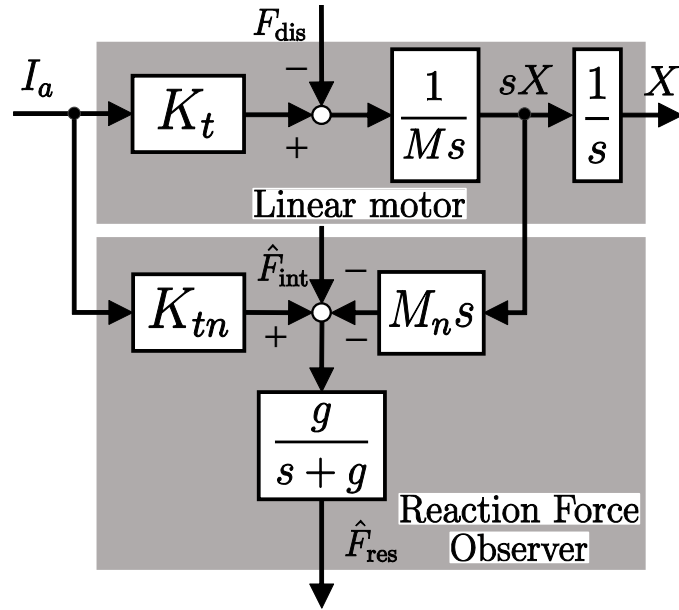 F_dis
I_a
−
K_t
+
1/Ms
sX
1/s
X
Linear motor
F̂_int
−
K_tn
+
−
M_n s
g/(s + g)
F̂_res
Reaction Force
Observer